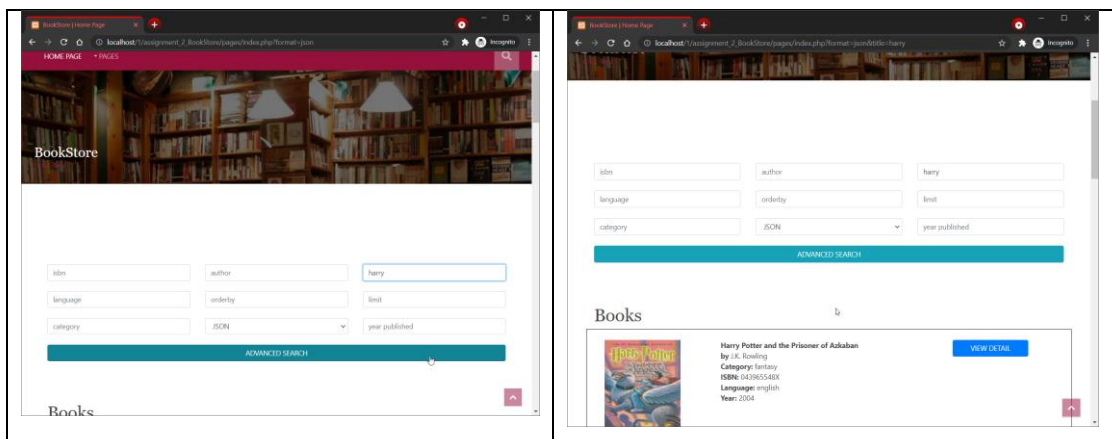 BookStore | Home Page
localhost/1/assignment_2_BookStore/pages/index.php?format=json
Incognito
HOME PAGE
PAGES
BookStore
isbn
author
harry
language
orderby
limit
category
JSON
year published
ADVANCED SEARCH
Books
BookStore | Home Page
localhost/1/assignment_2_BookStore/pages/index.php?format=json&title=harry
Incognito
isbn
author
harry
language
orderby
limit
category
JSON
year published
ADVANCED SEARCH
Books
Harry Potter
Harry Potter and the Prisoner of Azkaban
by J.K. Rowling
Category: fantasy
ISBN: 043965548X
Language: english
Year: 2004
VIEW DETAIL